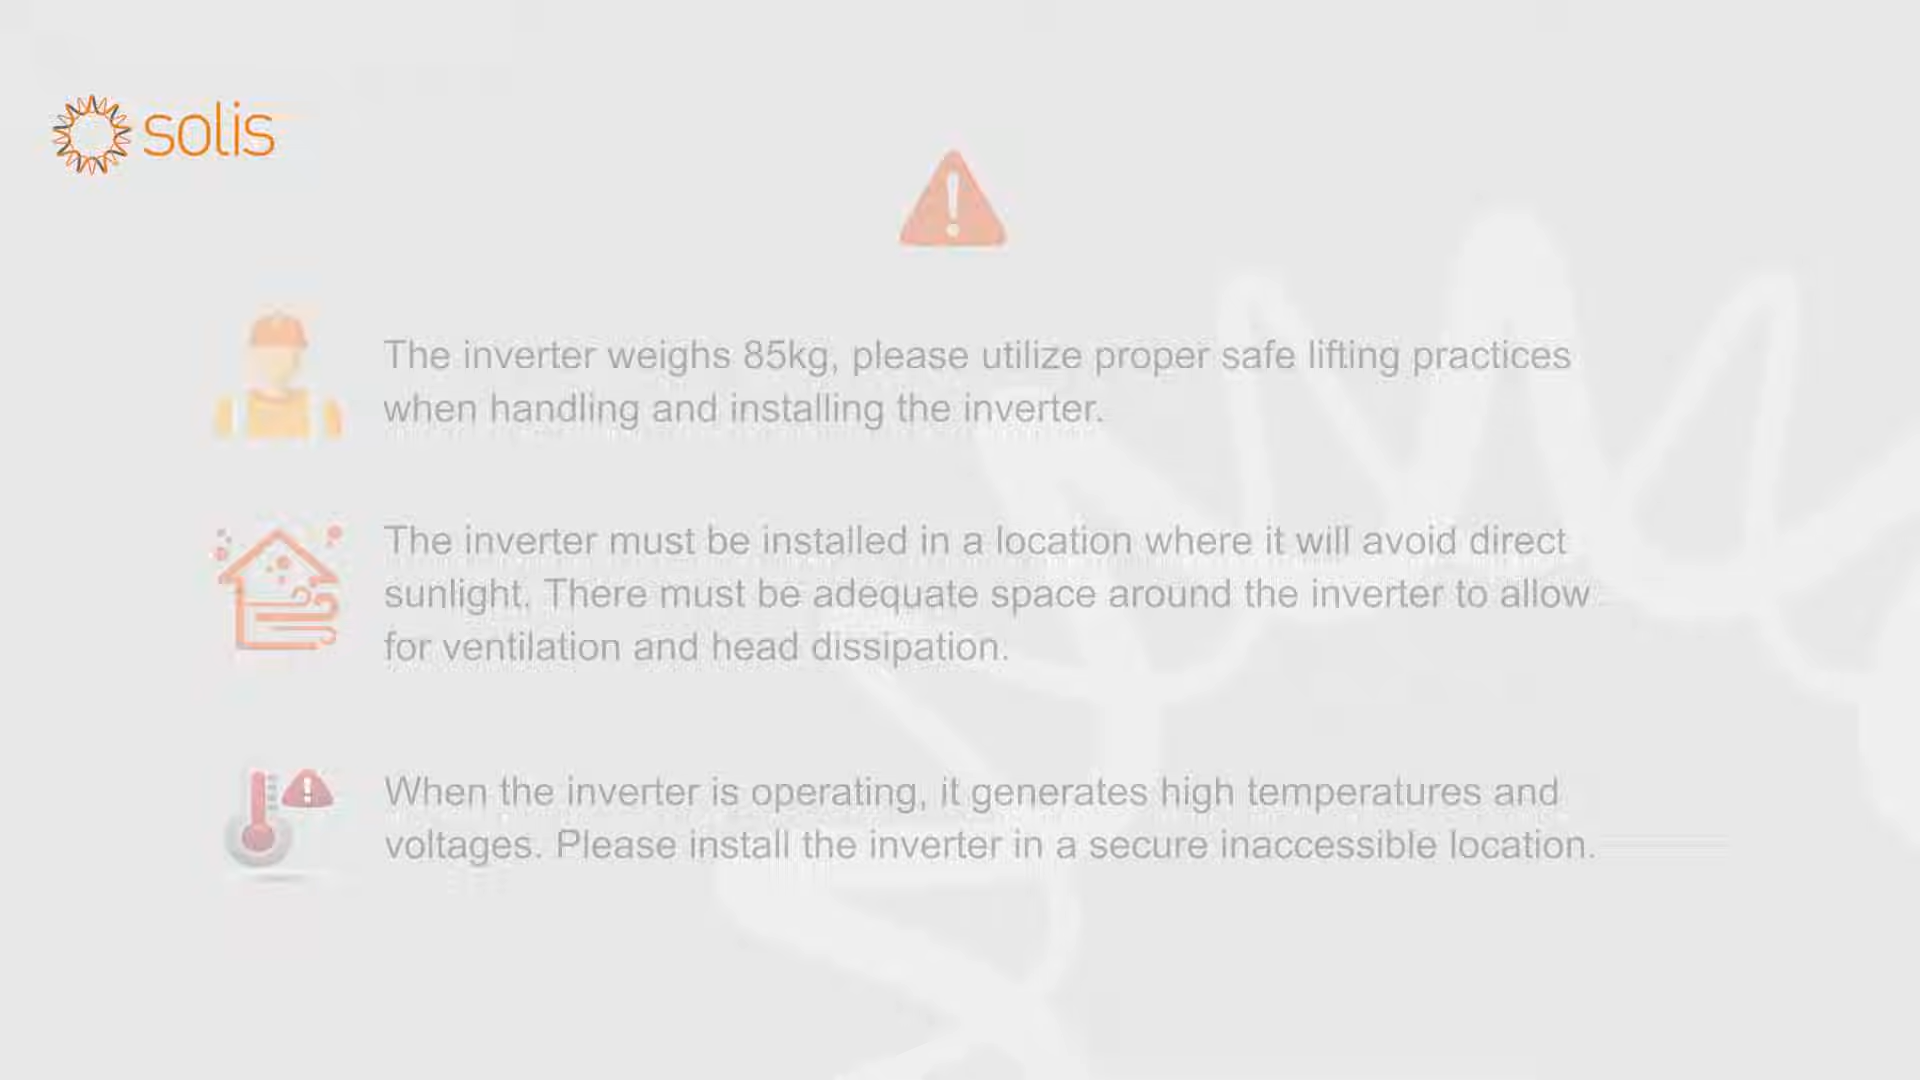 solis
The inverter weighs 85kg, please utilize proper safe lifting practices
when handling and installing the inverter.
The inverter must be installed in a location where it will avoid direct
sunlight. There must be adequate space around the inverter to allow
for ventilation and head dissipation.
When the inverter is operating, it generates high temperatures and
voltages. Please install the inverter in a secure inaccessible location.